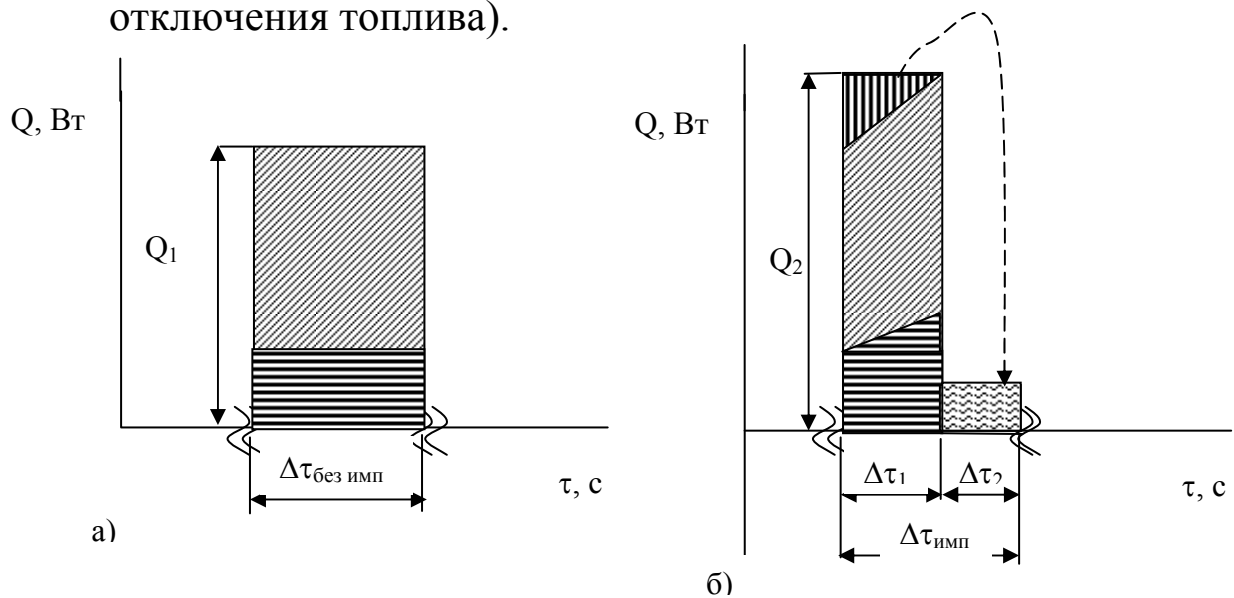 отключения топлива).
Q, Вт
Q₁
Δτбез имп
τ, с
а)
Q, Вт
Q₂
Δτ₁
Δτ₂
τ, с
Δτимп
б)